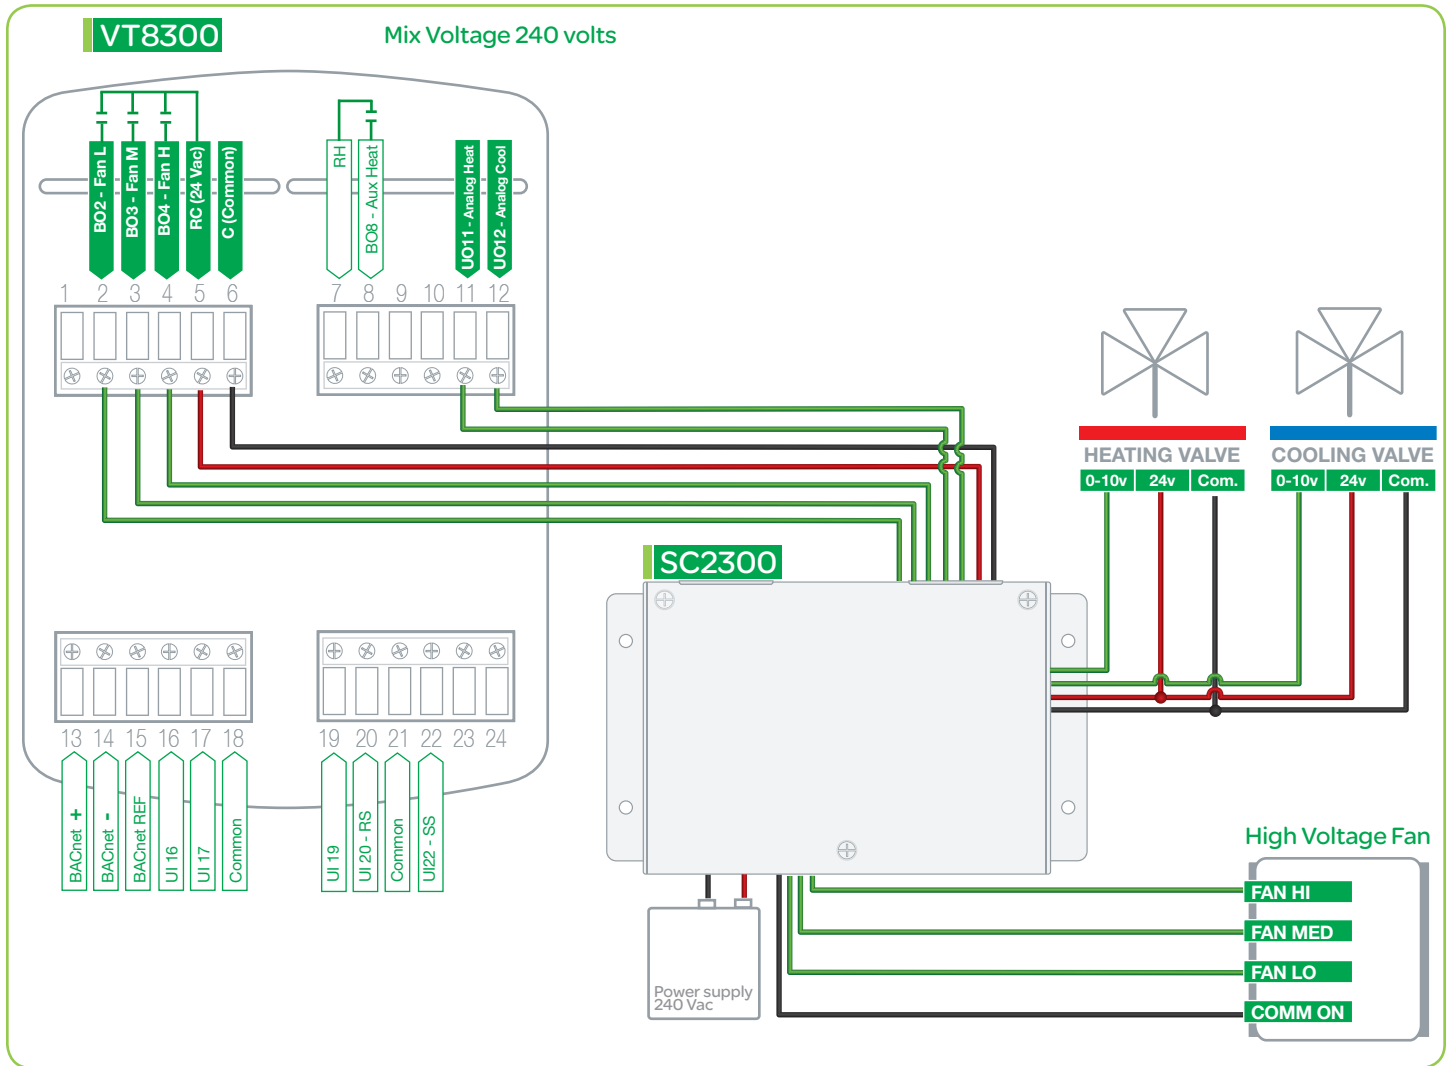 VT8300
Mix Voltage 240 volts
BO2 - Fan L
BO3 - Fan M
BO4 - Fan H
RC (24 Vac)
C (Common)
RH
BO8 - Aux Heat
UO11 - Analog Heat
UO12 - Analog Cool
1 2 3 4 5 6
7 8 9 10 11 12
HEATING VALVE
0-10v 24v Com.
COOLING VALVE
0-10v 24v Com.
SC2300
13 14 15 16 17 18
19 20 21 22 23 24
BACnet +
BACnet -
BACnet REF
UI 16
UI 17
Common
UI 19
UI 20 - RS
Common
UI22 - SS
High Voltage Fan
FAN HI
FAN MED
FAN LO
COMM ON
Power supply
240 Vac